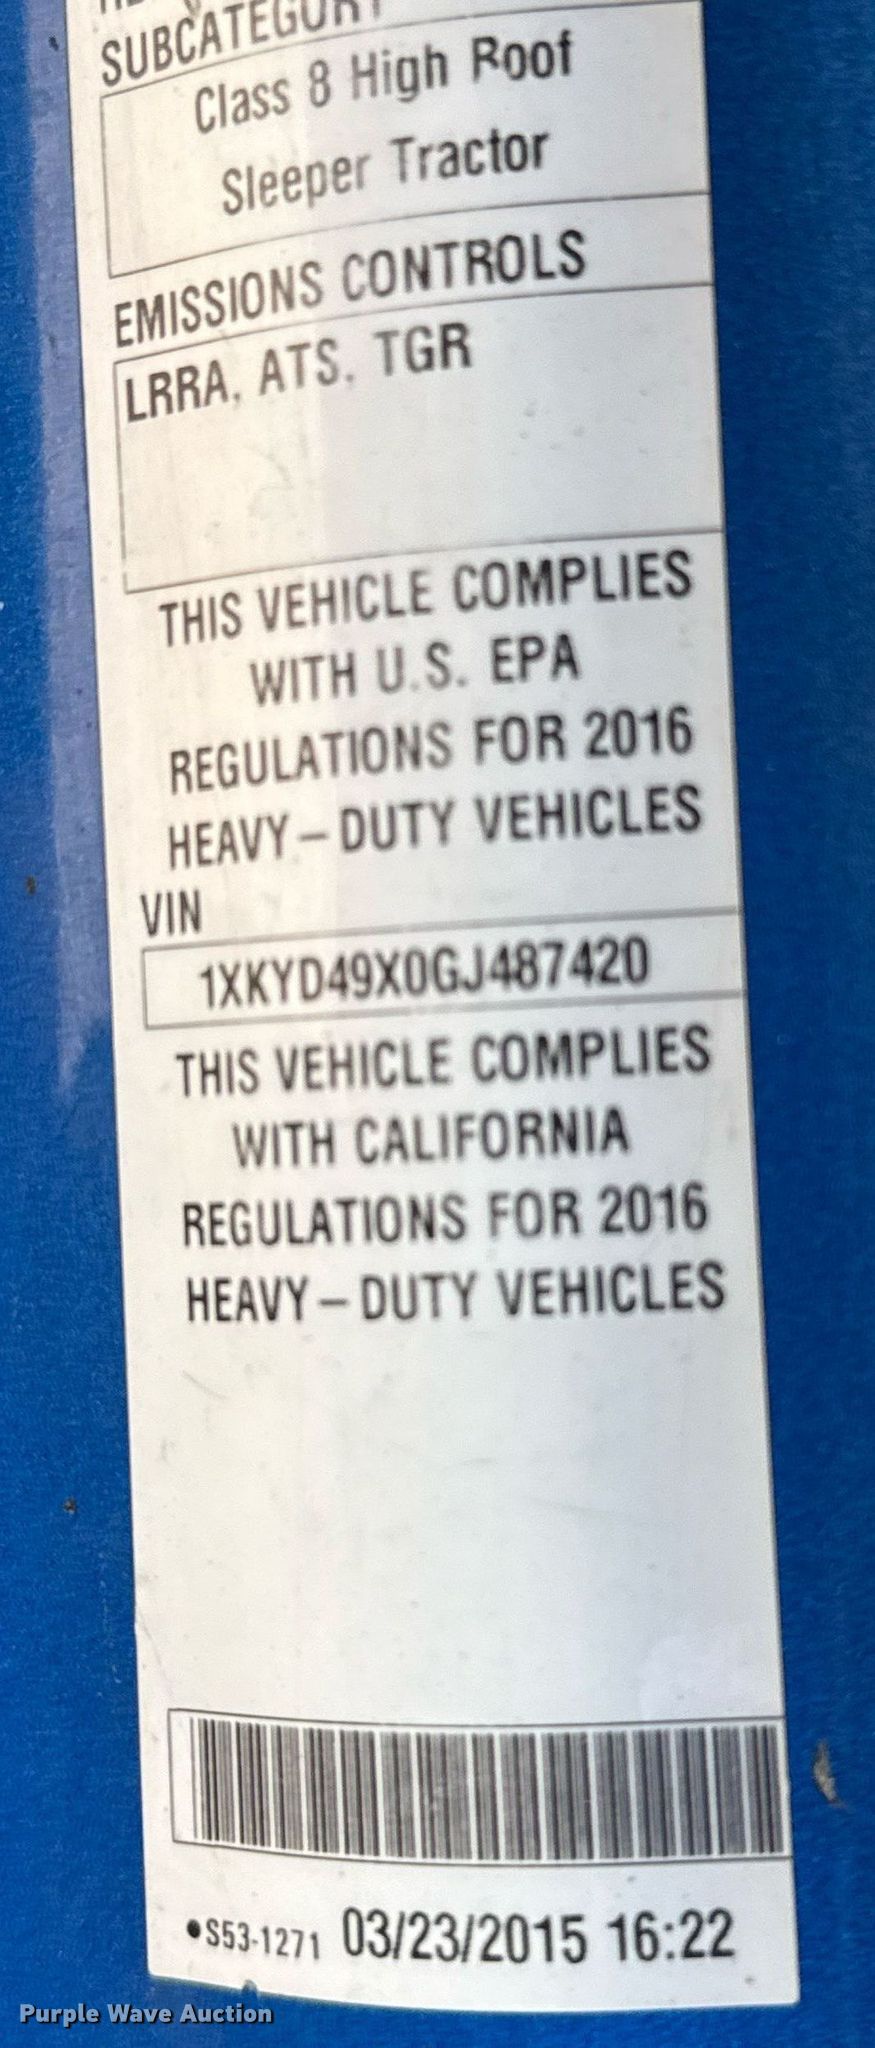 SUBCATEGORY
Class 8 High Roof
Sleeper Tractor
EMISSIONS CONTROLS
LRRA, ATS, TGR
THIS VEHICLE COMPLIES
WITH U.S. EPA
REGULATIONS FOR 2016
HEAVY–DUTY VEHICLES
VIN
1XKYD49X0GJ487420
THIS VEHICLE COMPLIES
WITH CALIFORNIA
REGULATIONS FOR 2016
HEAVY–DUTY VEHICLES
•S53-1271 03/23/2015 16:22
Purple Wave Auction